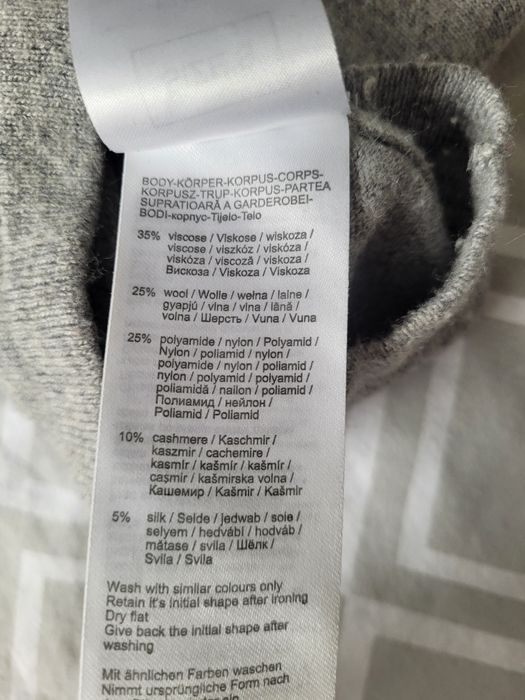 BODY-KÖRPER-KORPUS-CORPS-
KORPUSZ-TRUP-KORPUS-PARTEA
SUPRATIOARĂ A GARDEROBEI-
BODI-корпус-Tijelo-Telo
35% viscose / Viskose / wiskoza /
viscose / viszkóz / viskóza /
viskóza / viscoză / viskoza /
Вискоза / Viskoza / Viskoza
25% wool / Wolle / wełna / laine /
gyapjú / vlna / vlna / lână /
volna / Шерсть / Vuna / Vuna
25% polyamide / nylon / Polyamid /
Nylon / poliamid / nylon /
polyamide / nylon / poliamid /
nylon / polyamid / polyamid /
poliamidă / nailon / poliamid /
Полиамид / нейлон /
Poliamid / Poliamid
10% cashmere / Kaschmir /
kaszmir / cachemire /
kasmír / kašmír / kašmír /
cașmir / kašmirska volna /
Кашемир / Kašmir / Kašmir
5% silk / Seide / jedwab / soie /
selyem / hedvábí / hodváb /
mătase / svila / Шёлк /
Svila / Svila
Wash with similar colours only
Retain it's initial shape after ironing
Dry flat
Give back the initial shape after
washing
Mit ähnlichen Farben waschen
Nimmt ursprüngliche Form nach